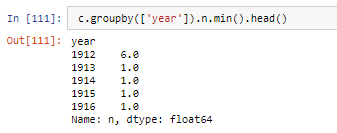 In [111]: c.groupby(['year']).n.min().head()
Out[111]: year
1912 6.0
1913 1.0
1914 1.0
1915 1.0
1916 1.0
Name: n, dtype: float64